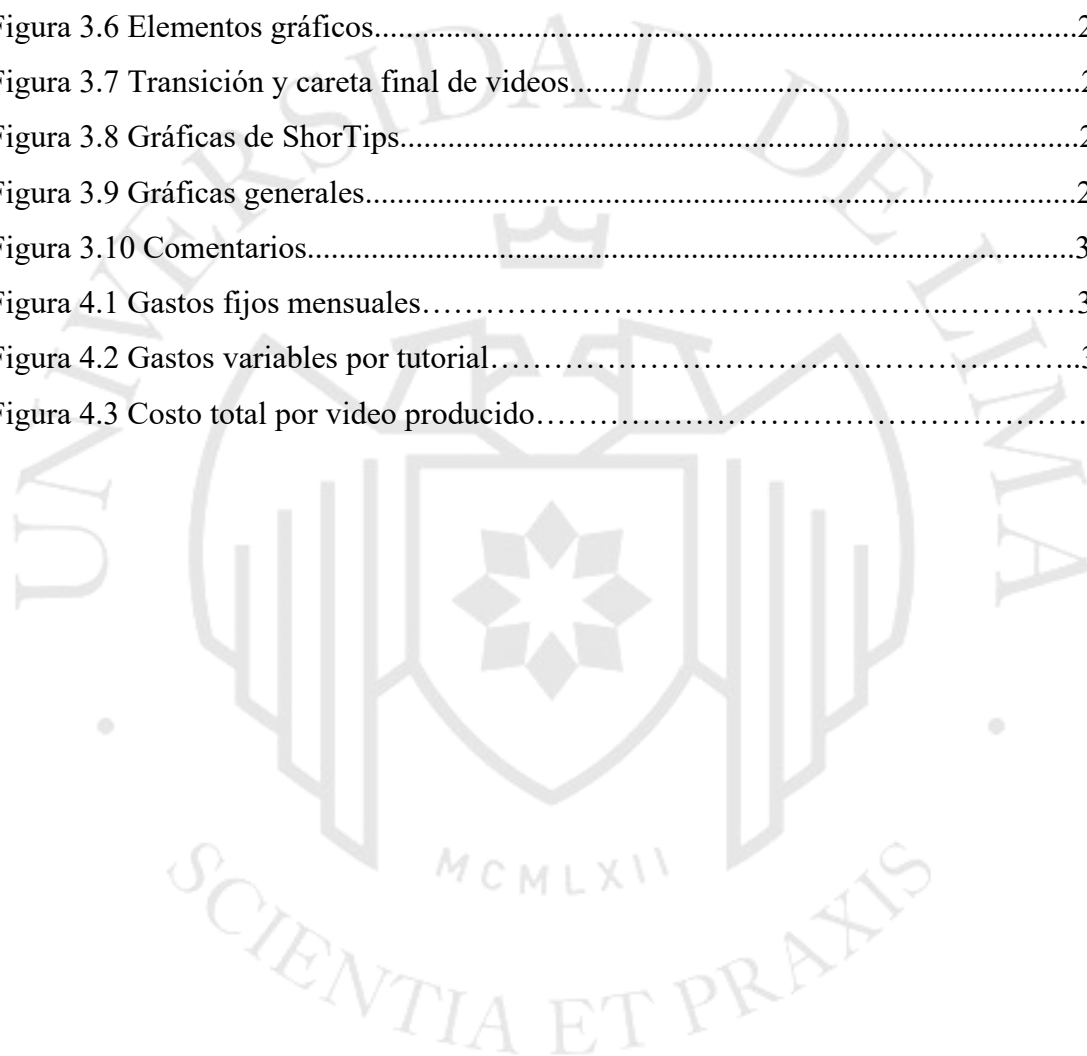 igura 3.6 Elementos gráficos..........2
igura 3.7 Transición y careta final de videos..........2
igura 3.8 Gráficas de ShorTips..........2
igura 3.9 Gráficas generales..........2
igura 3.10 Comentarios..........3
igura 4.1 Gastos fijos mensuales……………3
igura 4.2 Gastos variables por tutorial……………3
igura 4.3 Costo total por video producido……………
UNIVERSIDAD DE LIMA
MCMLXII
SCIENTIA ET PRAXIS